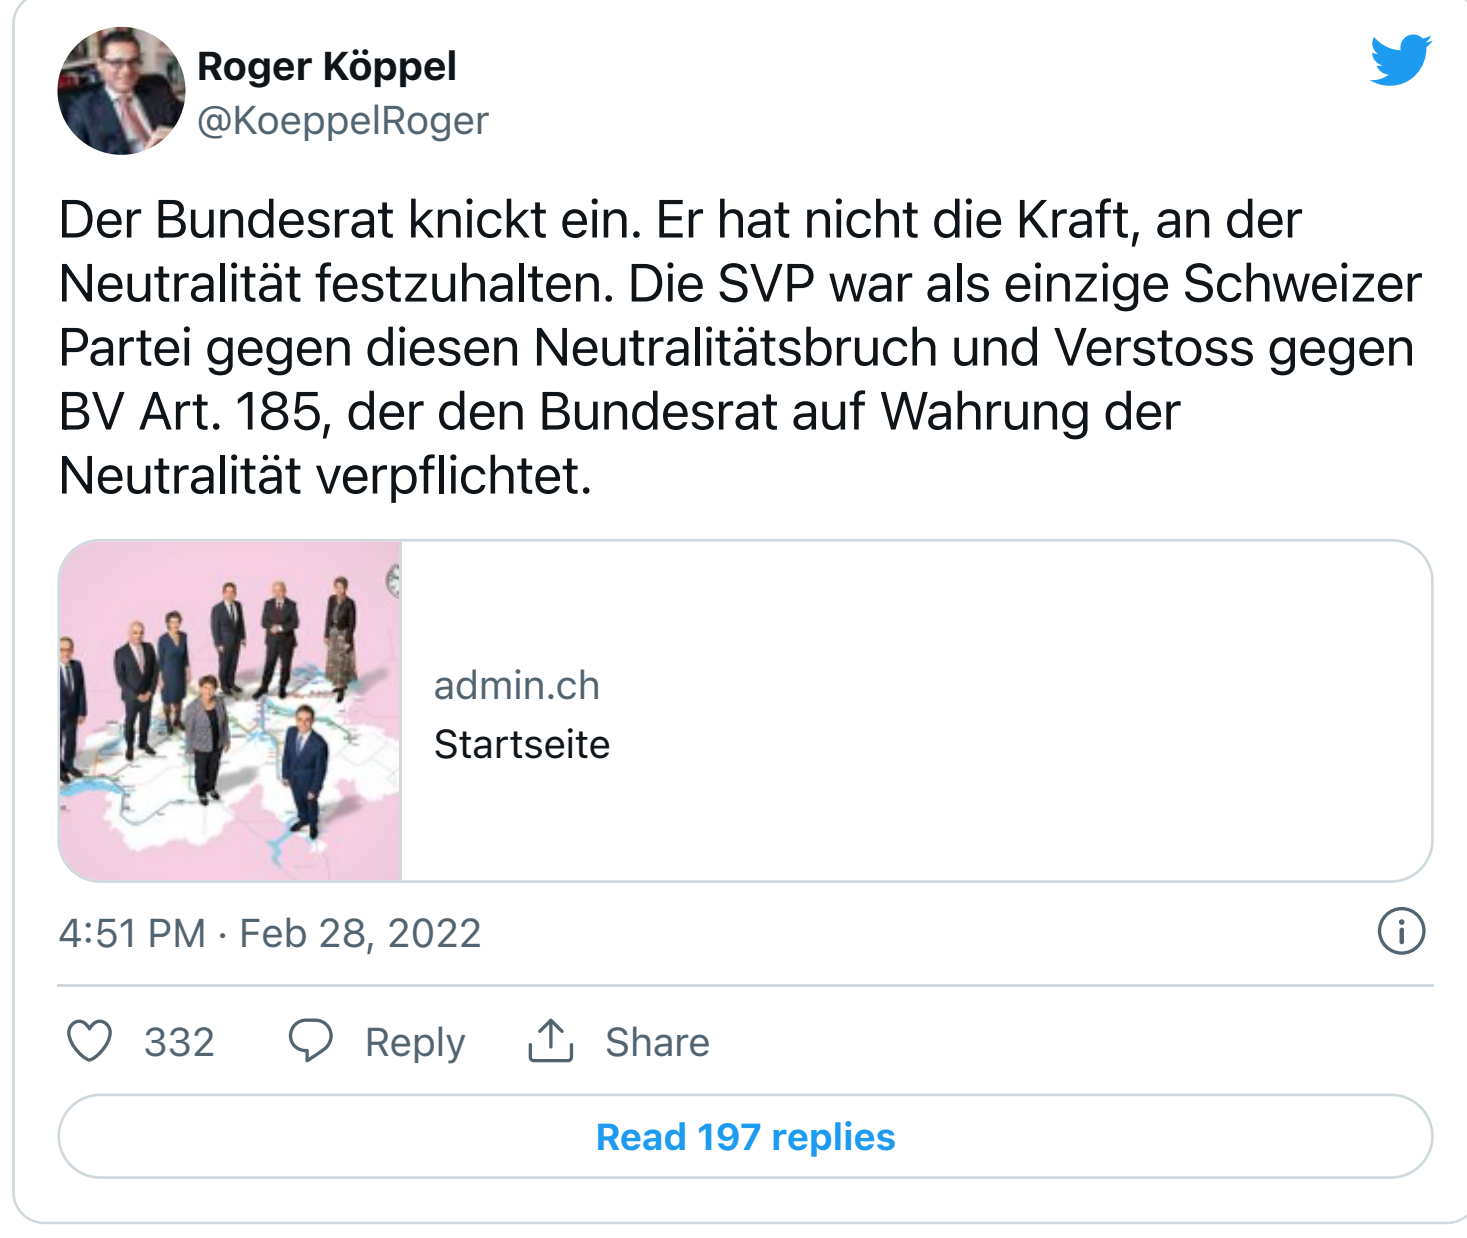 Roger Köppel
@KoeppelRoger
Der Bundesrat knickt ein. Er hat nicht die Kraft, an der
Neutralität festzuhalten. Die SVP war als einzige Schweizer
Partei gegen diesen Neutralitätsbruch und Verstoss gegen
BV Art. 185, der den Bundesrat auf Wahrung der
Neutralität verpflichtet.
admin.ch
Startseite
4:51 PM · Feb 28, 2022
332 Reply Share
Read 197 replies